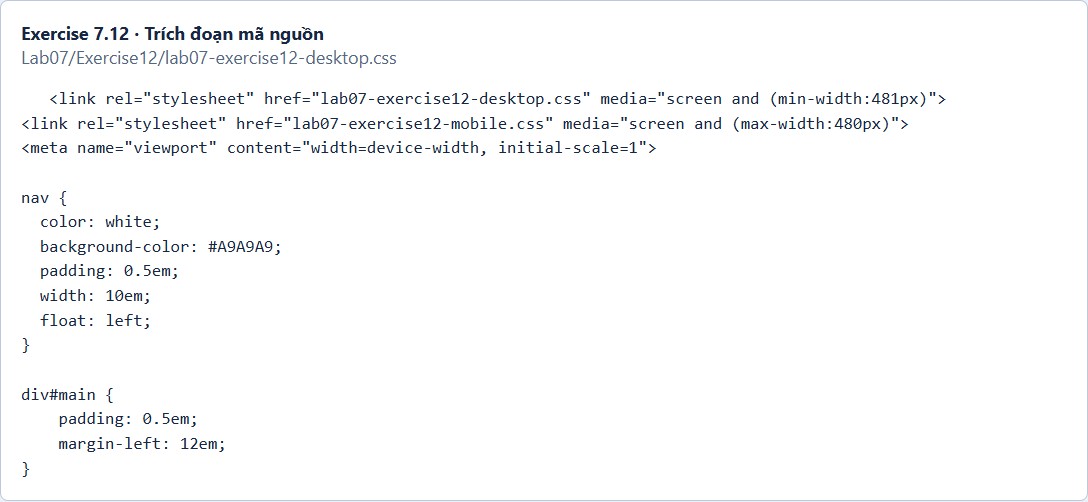 Exercise 7.12 · Trích đoạn mã nguồn
Lab07/Exercise12/lab07-exercise12-desktop.css
<link rel="stylesheet" href="lab07-exercise12-desktop.css" media="screen and (min-width:481px)">
<link rel="stylesheet" href="lab07-exercise12-mobile.css" media="screen and (max-width:480px)">
<meta name="viewport" content="width=device-width, initial-scale=1">
nav {
color: white;
background-color: #A9A9A9;
padding: 0.5em;
width: 10em;
float: left;
}
div#main {
padding: 0.5em;
margin-left: 12em;
}